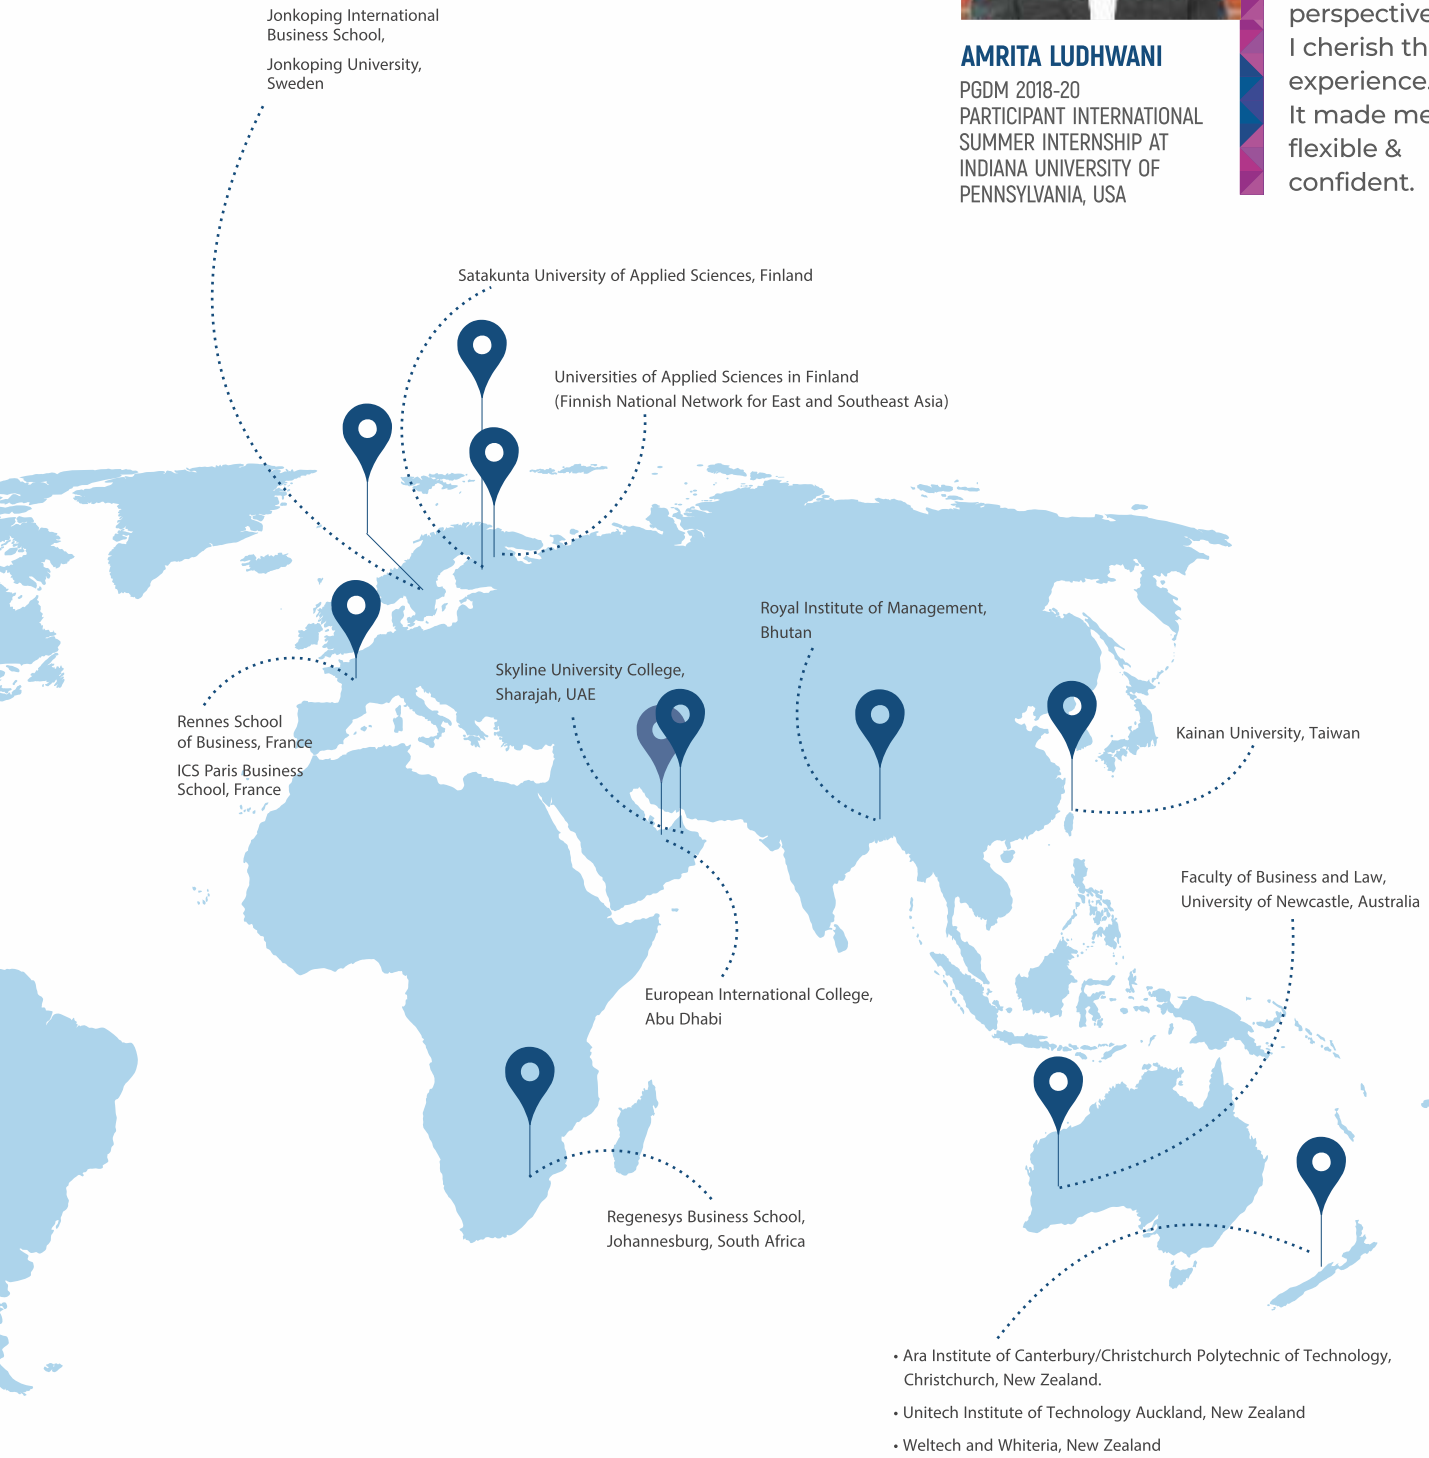 Jonkoping International
Business School,
Jonkoping University,
Sweden
AMRITA LUDHWANI
PGDM 2018-20
PARTICIPANT INTERNATIONAL
SUMMER INTERNSHIP AT
INDIANA UNIVERSITY OF
PENNSYLVANIA, USA
perspective
I cherish th
experience.
It made me
flexible &
confident.
Satakunta University of Applied Sciences, Finland
Universities of Applied Sciences in Finland
(Finnish National Network for East and Southeast Asia)
Royal Institute of Management,
Bhutan
Skyline University College,
Sharajah, UAE
Rennes School
of Business, France
ICS Paris Business
School, France
Kainan University, Taiwan
Faculty of Business and Law,
University of Newcastle, Australia
European International College,
Abu Dhabi
Regenesys Business School,
Johannesburg, South Africa
• Ara Institute of Canterbury/Christchurch Polytechnic of Technology,
Christchurch, New Zealand.
• Unitech Institute of Technology Auckland, New Zealand
• Weltech and Whiteria, New Zealand